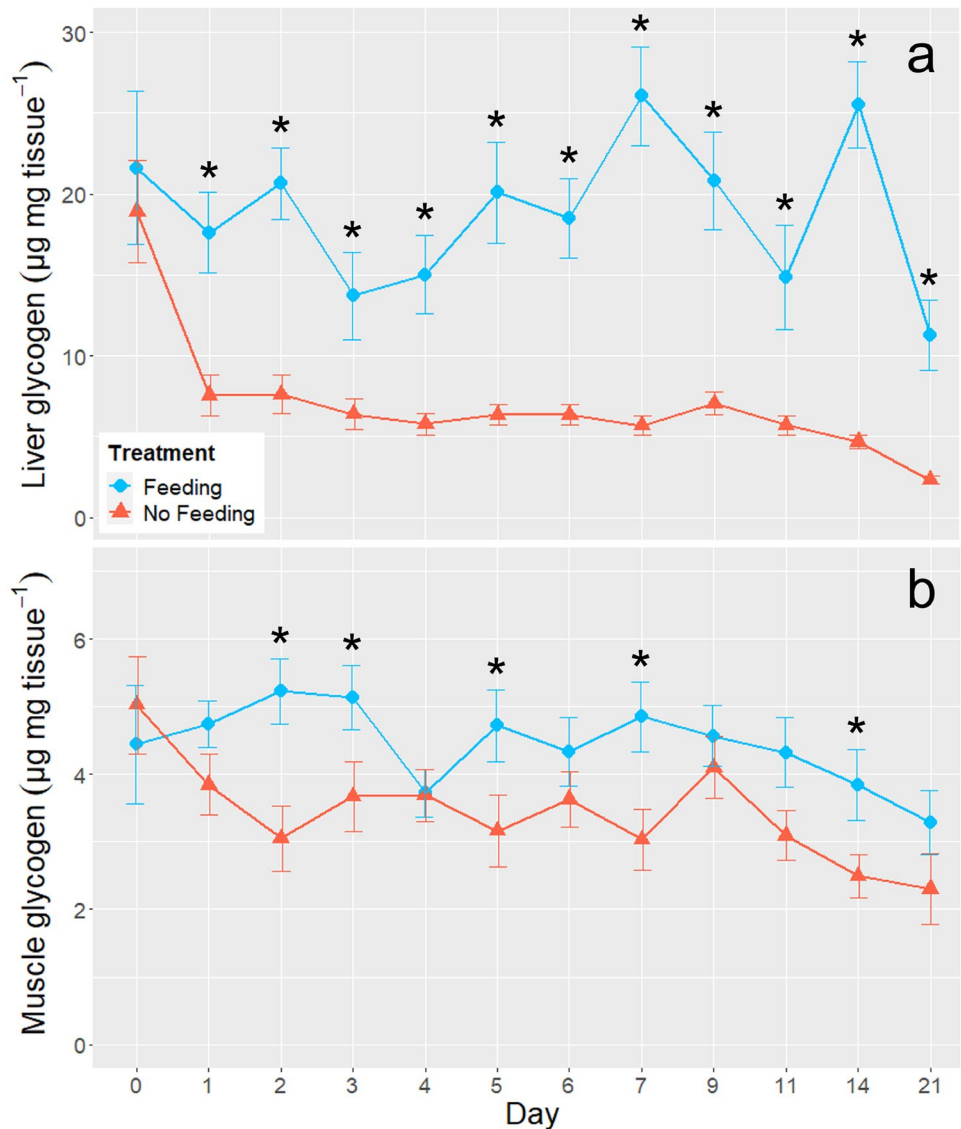 Liver glycogen (µg mg tissue⁻¹)
30
20
10
0
a
* * * * * * * * * * *
Treatment
Feeding
No Feeding
Muscle glycogen (µg mg tissue⁻¹)
6
4
2
0
b
* * * * *
0 1 2 3 4 5 6 7 9 11 14 21
Day